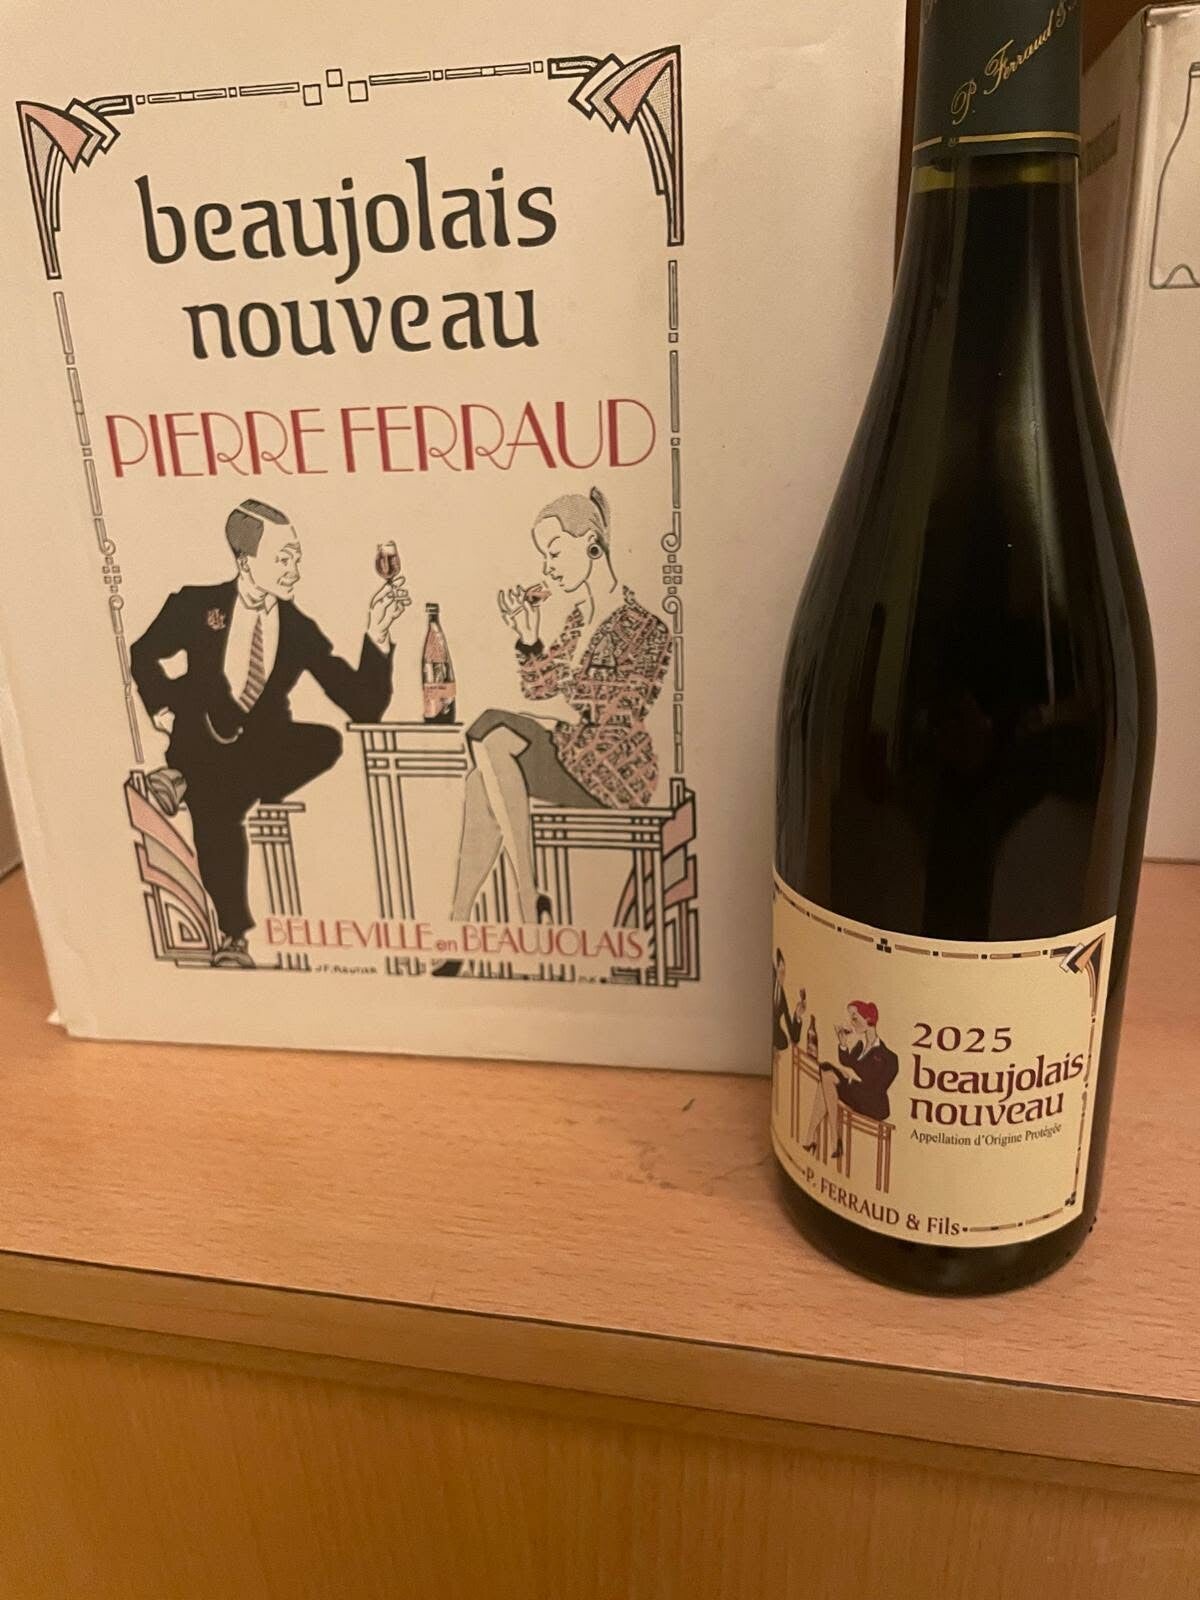 beaujolais
nouveau
PIERRE FERRAUD
BELLEVILLE en BEAUJOLAIS
P. Ferraud &
2025
beaujolais
nouveau
Appellation d'Origine Protégée
P. FERRAUD & Fils